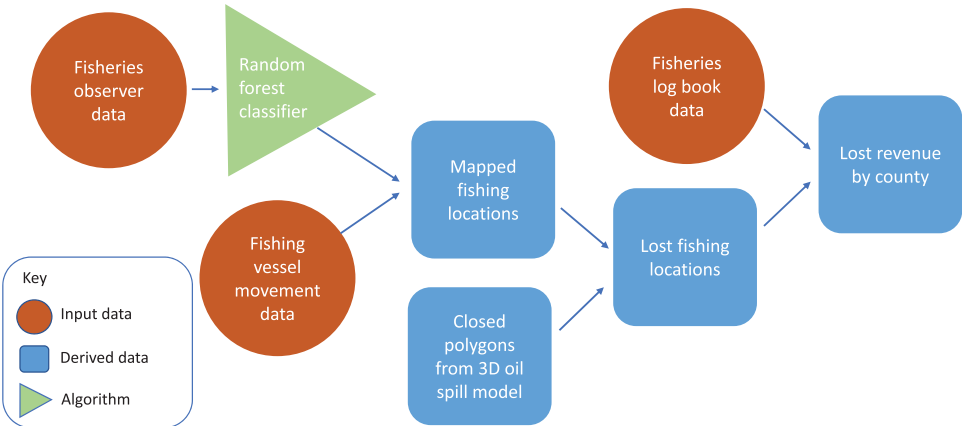 Fisheries
observer
data
Random
forest
classifier
Fishing
vessel
movement
data
Mapped
fishing
locations
Closed
polygons
from 3D oil
spill model
Fisheries
log book
data
Lost fishing
locations
Lost revenue
by county
Key
Input data
Derived data
Algorithm